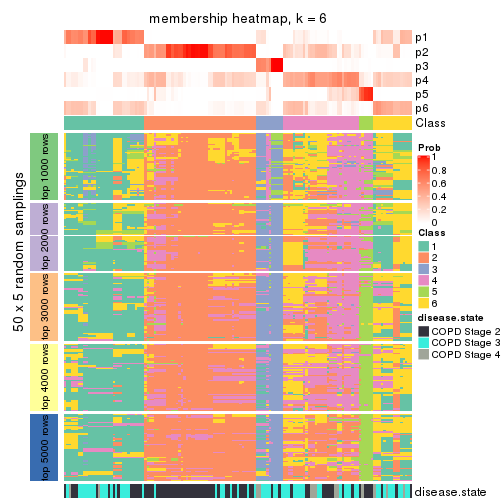 membership heatmap, k = 6
p1
p2
p3
p4
p5
p6
Class
50 x 5 random samplings
top 1000 rows
top 2000 rows
top 3000 rows
top 4000 rows
top 5000 rows
Prob
1
0.8
0.6
0.4
0.2
0
Class
1
2
3
4
5
6
disease.state
COPD Stage 2
COPD Stage 3
COPD Stage 4
disease.state